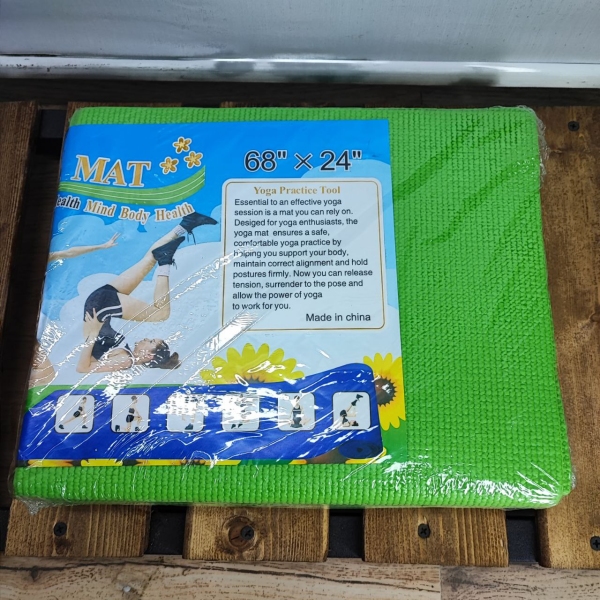 MAT
ealth Mind Body Health
68" × 24"
Yoga Practice Tool
Essential to an effective yoga
session is a mat you can rely on.
Desiged for yoga enthusiasts, the
yoga mat ensures a safe,
comfortable yoga practice by
helping you support your body,
maintain correct alignment and hold
postures firmly. Now you can release
tension, surrender to the pose and
allow the power of yoga
to work for you.
Made in china